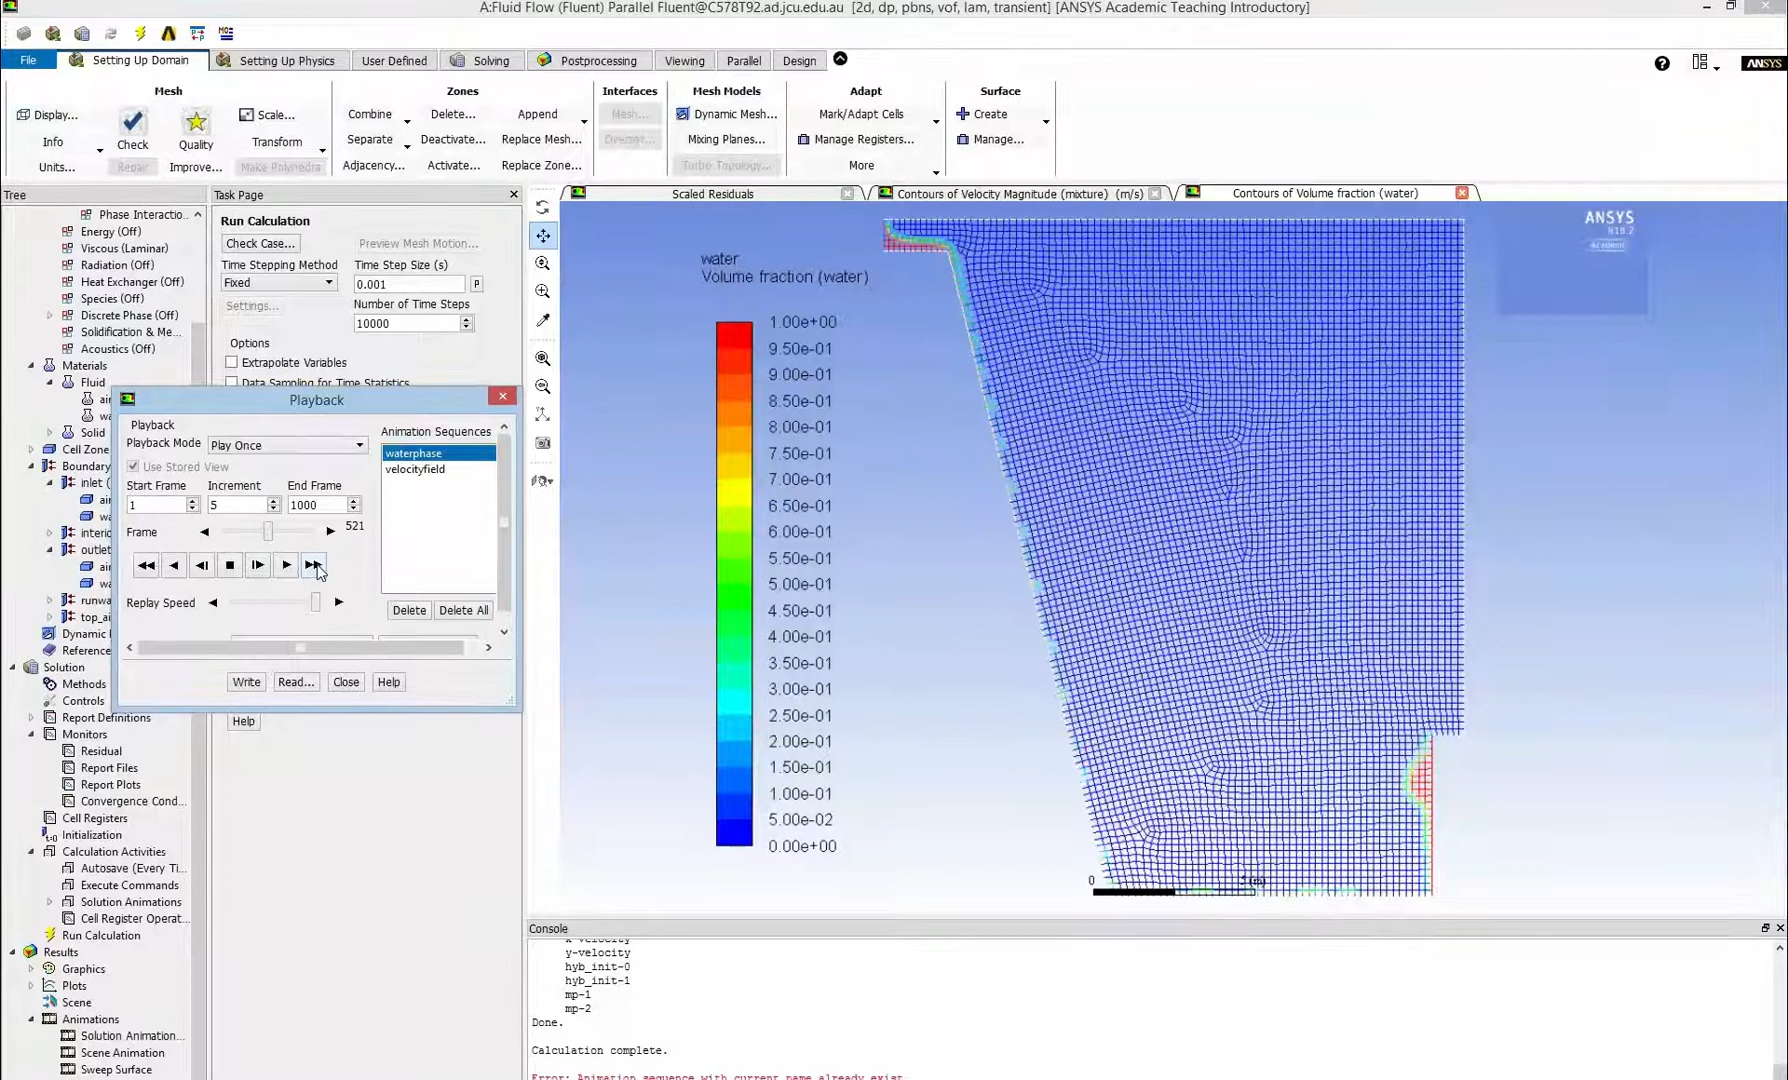 A:Fluid Flow (Fluent) Parallel Fluent@C578T92.ad.jcu.edu.au [2d, dp, pbns, vof, lam, transient] [ANSYS Academic Teaching Introductory]
File
Setting Up Domain
Setting Up Physics
User Defined
Solving
Postprocessing
Viewing
Parallel
Design
ANSYS
Mesh
Zones
Interfaces
Mesh Models
Adapt
Surface
Display...
Scale...
Combine
Delete...
Append
Mesh...
Dynamic Mesh...
Mark/Adapt Cells
Create
Info
Check
Quality
Transform
Separate
Deactivate...
Replace Mesh...
Overset...
Mixing Planes...
Manage Registers...
Manage...
Units...
Repair
Improve...
Make Polyhedra
Adjacency...
Activate...
Replace Zone...
Turbo Topology...
More
Tree
Task Page
Scaled Residuals
Contours of Velocity Magnitude (mixture) (m/s)
Contours of Volume fraction (water)
Phase Interactio...
Energy (Off)
Viscous (Laminar)
Radiation (Off)
Heat Exchanger (Off)
Species (Off)
Discrete Phase (Off)
Solidification & Me...
Acoustics (Off)
Materials
Fluid
Solid
Cell Zone
Boundary
inlet (
interio
outlet
runwa
top_ai
Dynamic
Reference
Solution
Methods
Controls
Report Definitions
Monitors
Residual
Report Files
Report Plots
Convergence Cond...
Cell Registers
Initialization
Calculation Activities
Autosave (Every Ti...
Execute Commands
Solution Animations
Cell Register Operat...
Run Calculation
Results
Graphics
Plots
Scene
Animations
Solution Animation...
Scene Animation
Sweep Surface
Run Calculation
Check Case...
Preview Mesh Motion...
Time Stepping Method
Time Step Size (s)
Fixed
0.001
P
Settings...
Number of Time Steps
10000
Options
Extrapolate Variables
Data Sampling for Time Statistics
Playback
Playback
Playback Mode
Play Once
Animation Sequences
waterphase
velocityfield
Use Stored View
Start Frame
Increment
End Frame
1
5
1000
Frame
521
Replay Speed
Delete
Delete All
Write
Read...
Close
Help
Help
water
Volume fraction (water)
1.00e+00
9.50e-01
9.00e-01
8.50e-01
8.00e-01
7.50e-01
7.00e-01
6.50e-01
6.00e-01
5.50e-01
5.00e-01
4.50e-01
4.00e-01
3.50e-01
3.00e-01
2.50e-01
2.00e-01
1.50e-01
1.00e-01
5.00e-02
0.00e+00
ANSYS
R18.2
Academic
0
5 (m)
Console
x-velocity
y-velocity
hyb_init-0
hyb_init-1
mp-1
mp-2
Done.
Calculation complete.
Error: Animation sequence with current name already exist